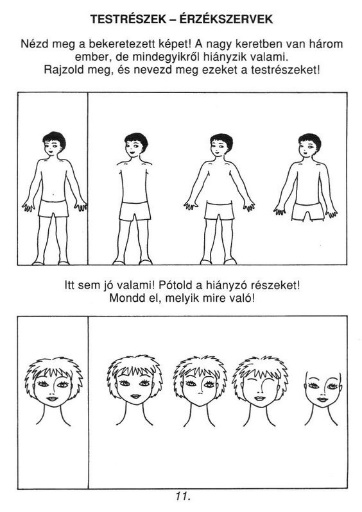 TESTRÉSZEK – ÉRZÉKSZERVEK
Nézd meg a bekeretezett képet! A nagy keretben van három
ember, de mindegyikről hiányzik valami.
Rajzold meg, és nevezd meg ezeket a testrészeket!
Itt sem jó valami! Pótold a hiányzó részeket!
Mondd el, melyik mire való!
11.